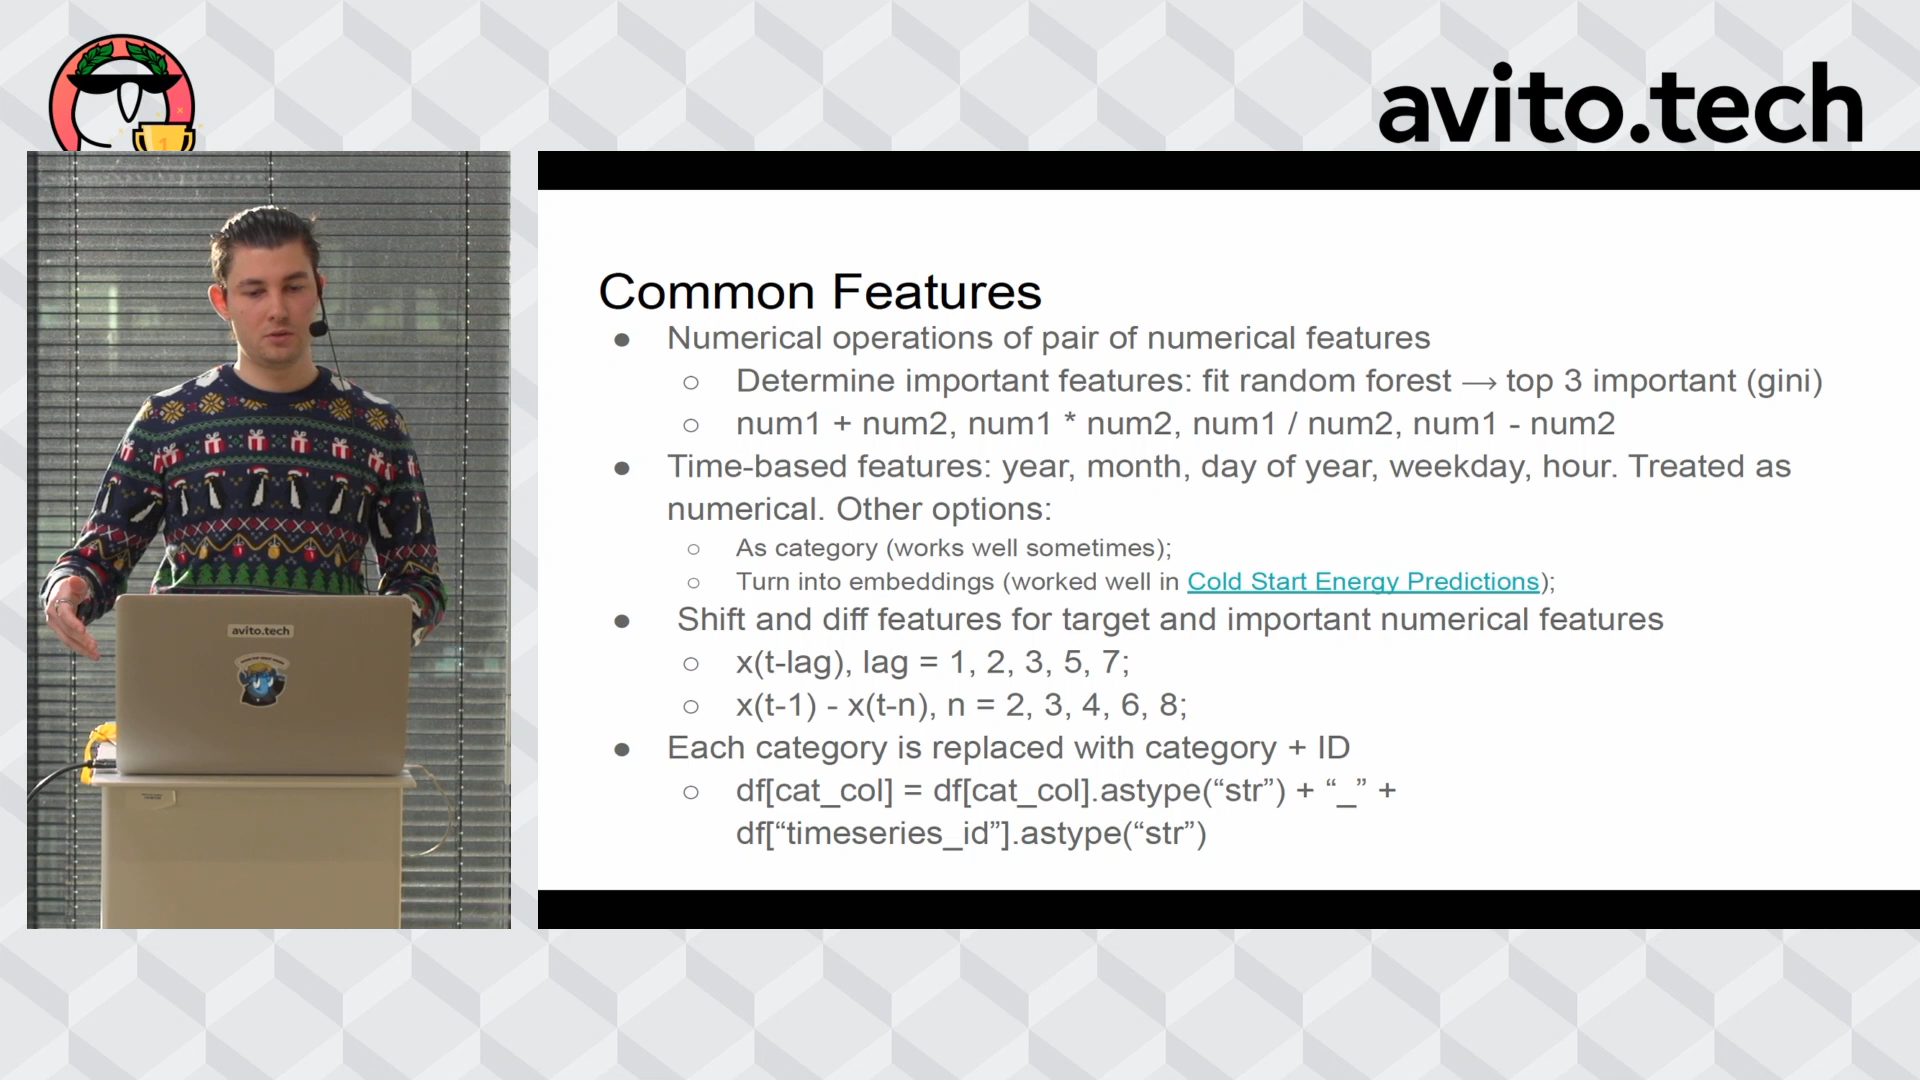 avito.tech
Common Features
● Numerical operations of pair of numerical features
○ Determine important features: fit random forest → top 3 important (gini)
○ num1 + num2, num1 * num2, num1 / num2, num1 - num2
● Time-based features: year, month, day of year, weekday, hour. Treated as
numerical. Other options:
○ As category (works well sometimes);
○ Turn into embeddings (worked well in Cold Start Energy Predictions);
● Shift and diff features for target and important numerical features
○ x(t-lag), lag = 1, 2, 3, 5, 7;
○ x(t-1) - x(t-n), n = 2, 3, 4, 6, 8;
● Each category is replaced with category + ID
○ df[cat_col] = df[cat_col].astype(“str”) + “_” +
df[“timeseries_id”].astype(“str”)
avito.tech
1